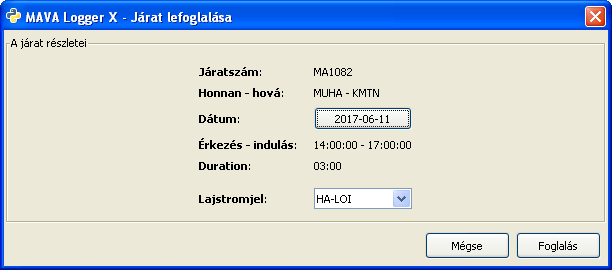 MAVA Logger X - Járat lefoglalása
A járat részletei
Járatszám: MA1082
Honnan - hová: MUHA - KMTN
Dátum: 2017-06-11
Érkezés - indulás: 14:00:00 - 17:00:00
Duration: 03:00
Lajstromjel: HA-LOI
Mégse Foglalás